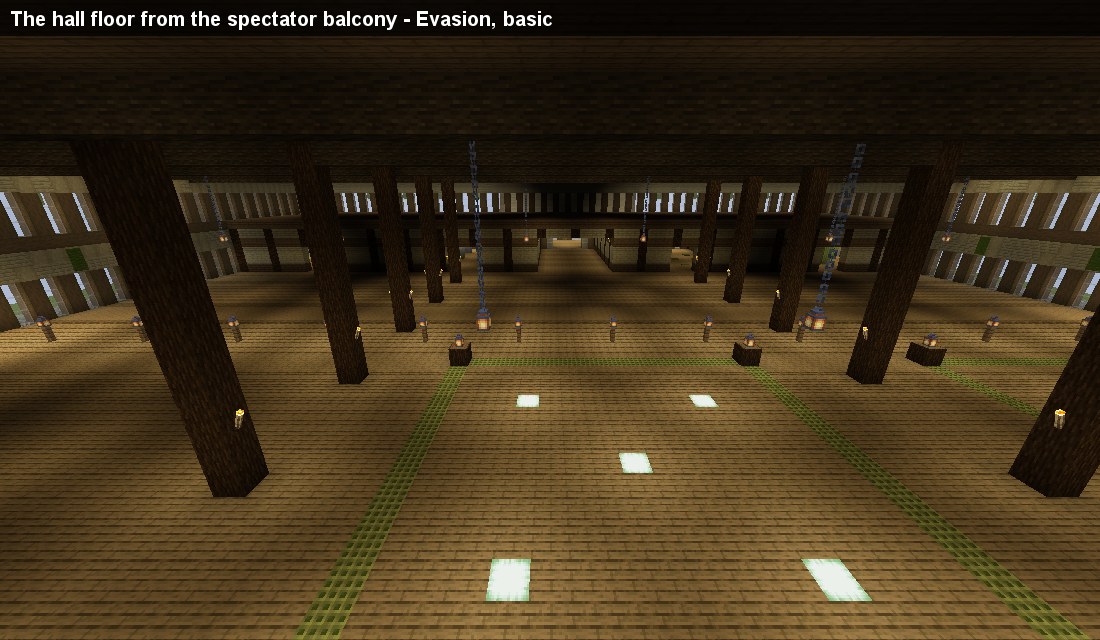 The hall floor from the spectator balcony - Evasion, basic